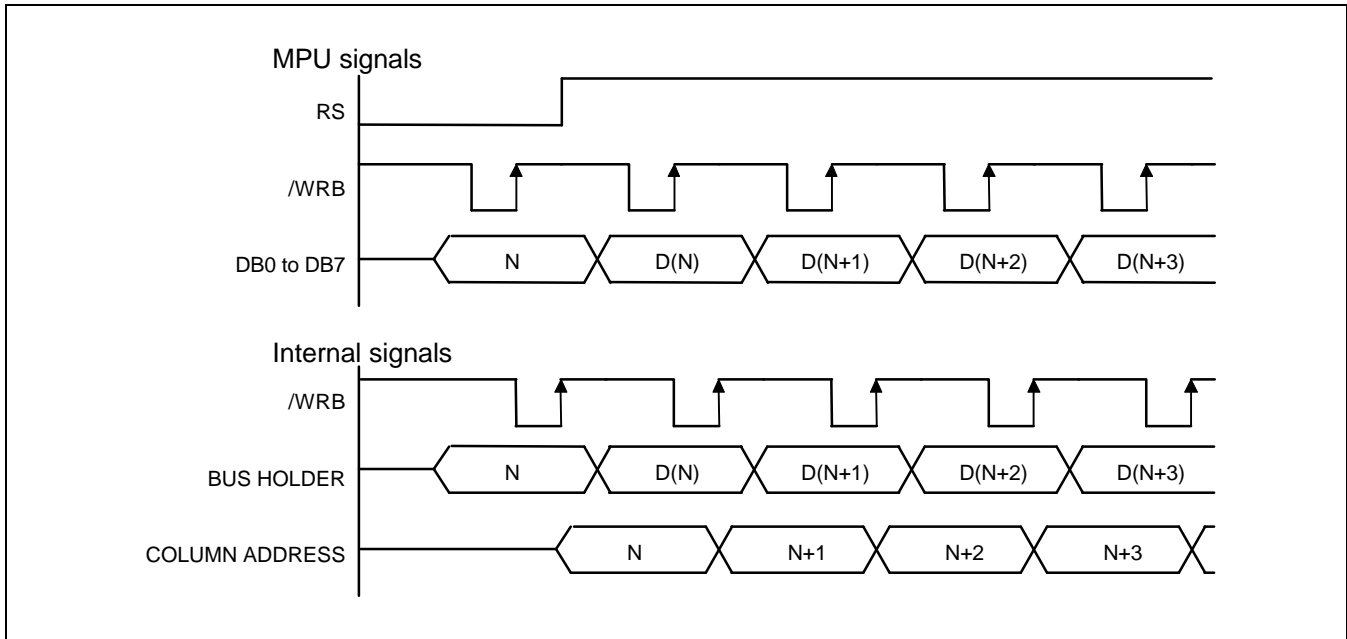 MPU signals
RS
/WRB
DB0 to DB7
N
D(N)
D(N+1)
D(N+2)
D(N+3)
Internal signals
/WRB
BUS HOLDER
N
D(N)
D(N+1)
D(N+2)
D(N+3)
COLUMN ADDRESS
N
N+1
N+2
N+3